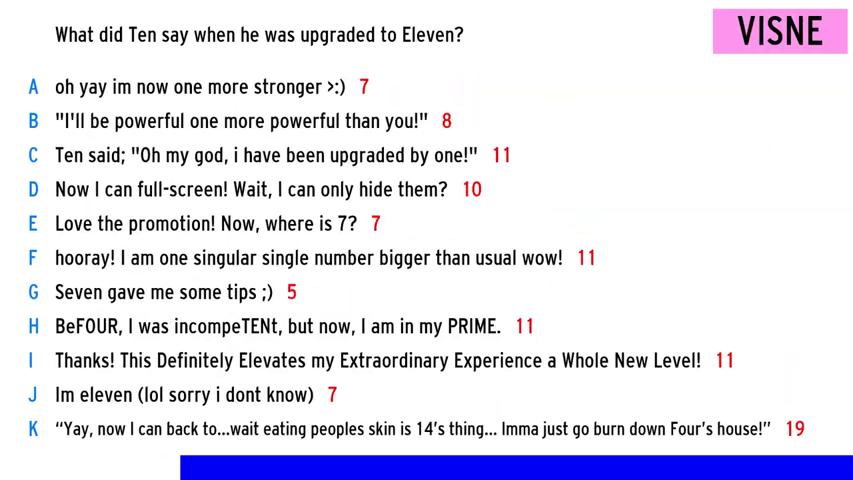 What did Ten say when he was upgraded to Eleven?
VISNE
A oh yay im now one more stronger >:) 7
B "I'll be powerful one more powerful than you!" 8
C Ten said; "Oh my god, i have been upgraded by one!" 11
D Now I can full-screen! Wait, I can only hide them? 10
E Love the promotion! Now, where is 7? 7
F hooray! I am one singular single number bigger than usual wow! 11
G Seven gave me some tips ;) 5
H BeFOUR, I was incompeTENt, but now, I am in my PRIME. 11
I Thanks! This Definitely Elevates my Extraordinary Experience a Whole New Level! 11
J Im eleven (lol sorry i dont know) 7
K “Yay, now I can back to...wait eating peoples skin is 14’s thing... Imma just go burn down Four’s house!” 19